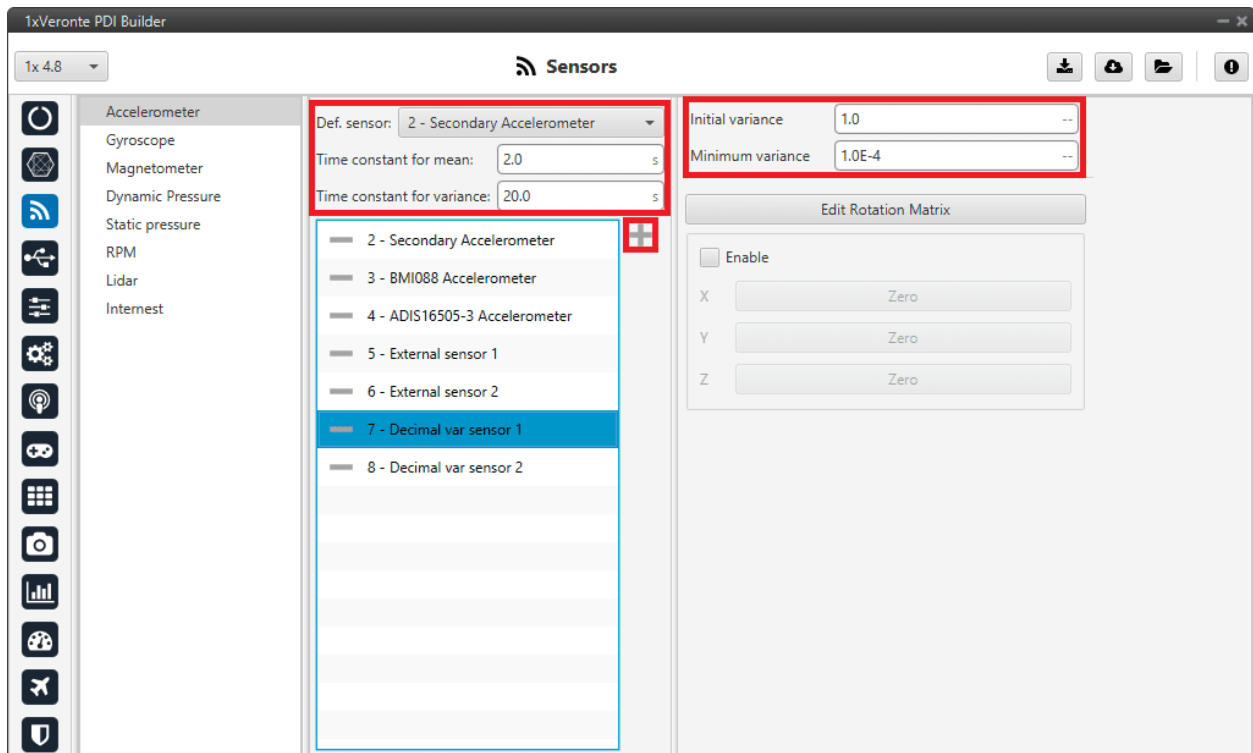 1xVeronte PDI Builder
1x 4.8
Sensors
Accelerometer
Gyroscope
Magnetometer
Dynamic Pressure
Static pressure
RPM
Lidar
Internest
Def. sensor: 2 - Secondary Accelerometer
Time constant for mean: 2.0 s
Time constant for variance: 20.0 s
2 - Secondary Accelerometer
3 - BMI088 Accelerometer
4 - ADIS16505-3 Accelerometer
5 - External sensor 1
6 - External sensor 2
7 - Decimal var sensor 1
8 - Decimal var sensor 2
Initial variance 1.0 --
Minimum variance 1.0E-4 --
Edit Rotation Matrix
Enable
X Zero
Y Zero
Z Zero